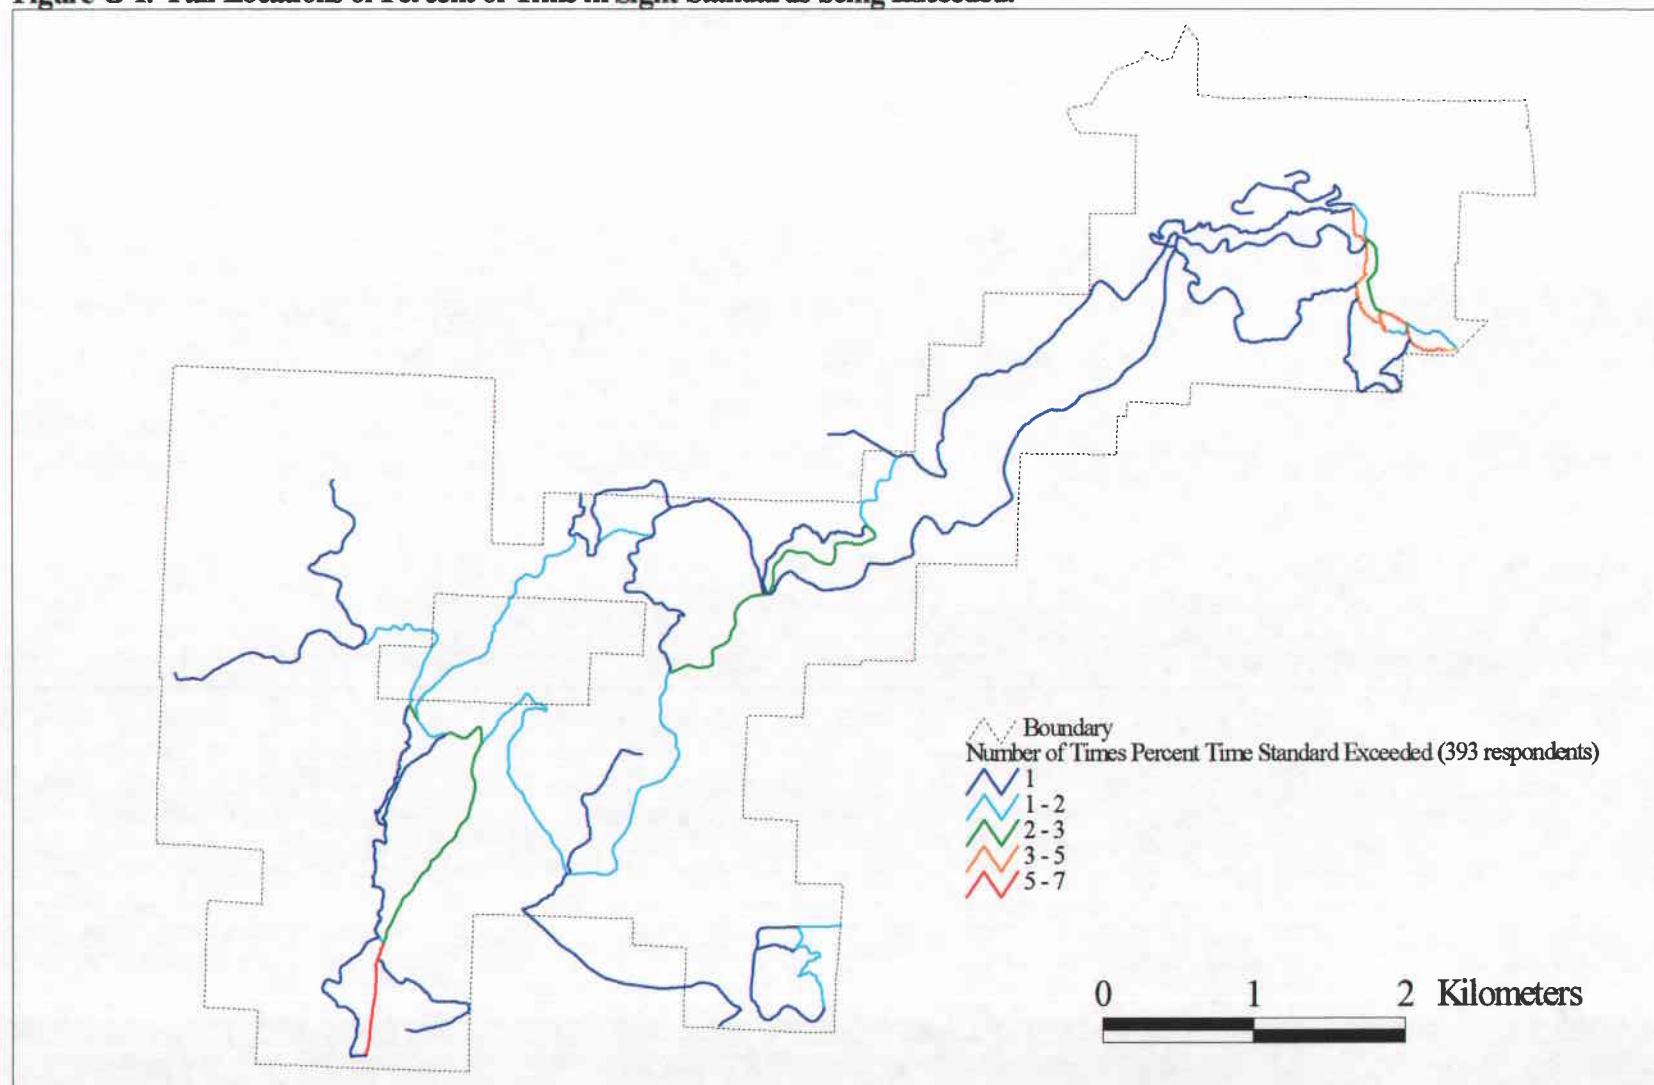 Boundary
Number of Times Percent Time Standard Exceeded (393 respondents)
1
1 - 2
2 - 3
3 - 5
5 - 7
0 1 2 Kilometers